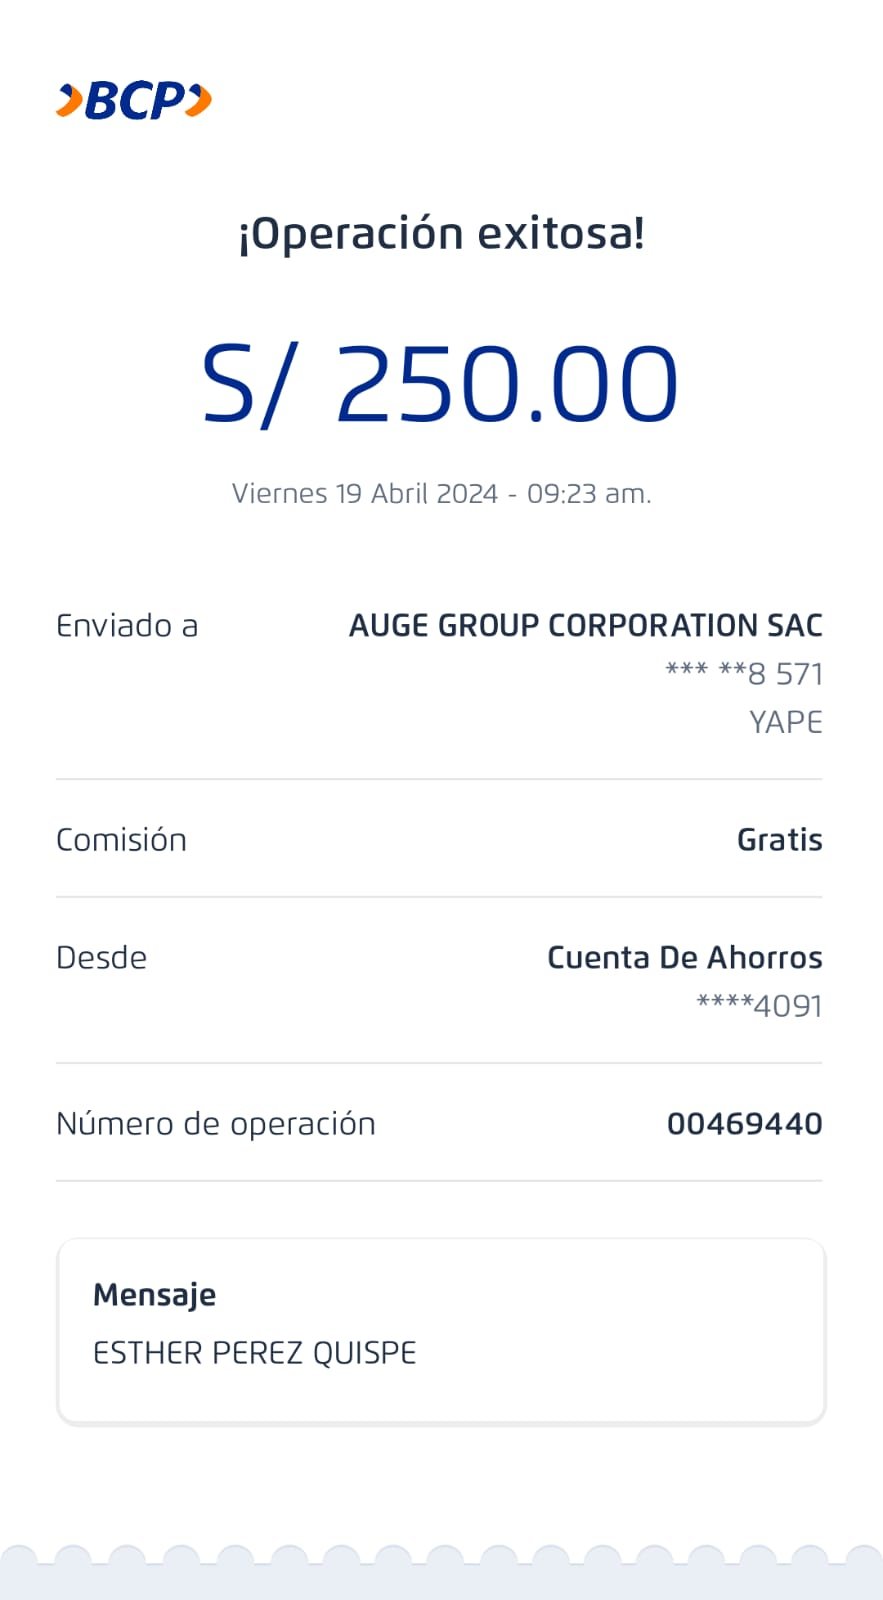 BCP
¡Operación exitosa!
S/ 250.00
Viernes 19 Abril 2024 - 09:23 am.
Enviado a AUGE GROUP CORPORATION SAC
*** **8 571
YAPE
Comisión Gratis
Desde Cuenta De Ahorros
****4091
Número de operación 00469440
Mensaje
ESTHER PEREZ QUISPE